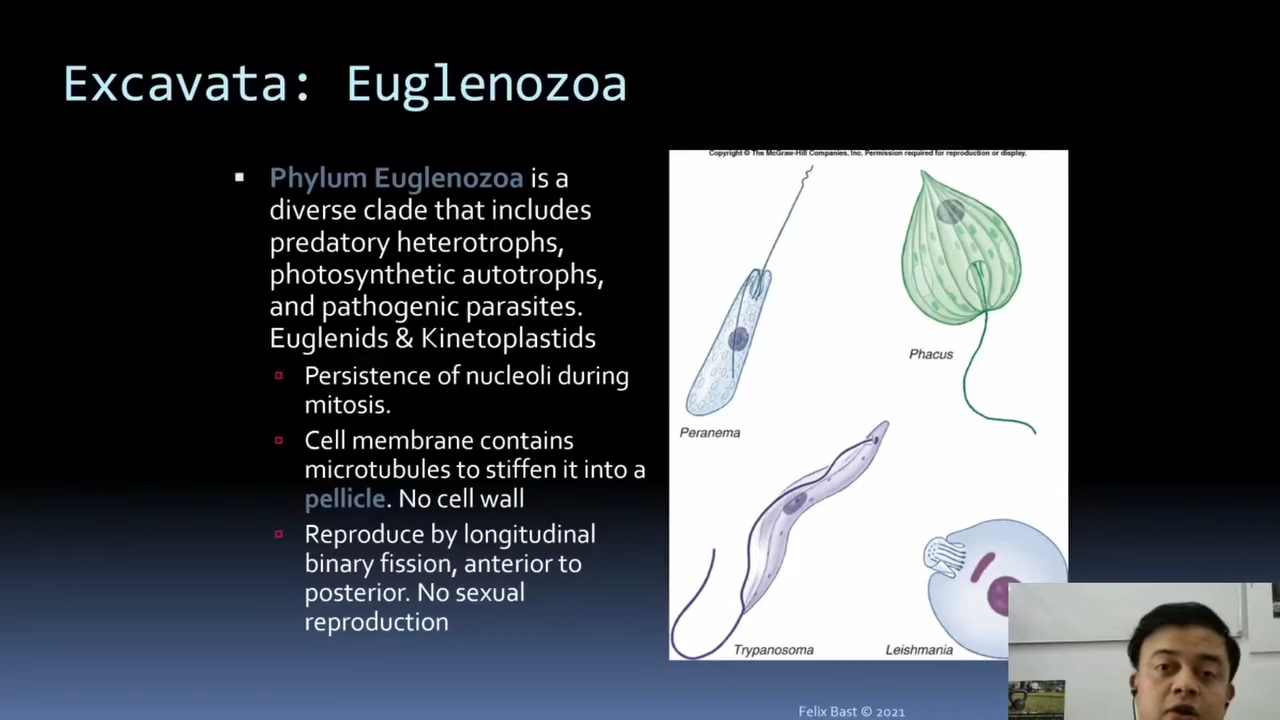 Excavata: Euglenozoa
Phylum Euglenozoa is a
diverse clade that includes
predatory heterotrophs,
photosynthetic autotrophs,
and pathogenic parasites.
Euglenids & Kinetoplastids
Persistence of nucleoli during
mitosis.
Cell membrane contains
microtubules to stiffen it into a
pellicle. No cell wall
Reproduce by longitudinal
binary fission, anterior to
posterior. No sexual
reproduction
Copyright © The McGraw-Hill Companies, Inc. Permission required for reproduction or display.
Phacus
Peranema
Trypanosoma
Leishmania
Felix Bast © 2021